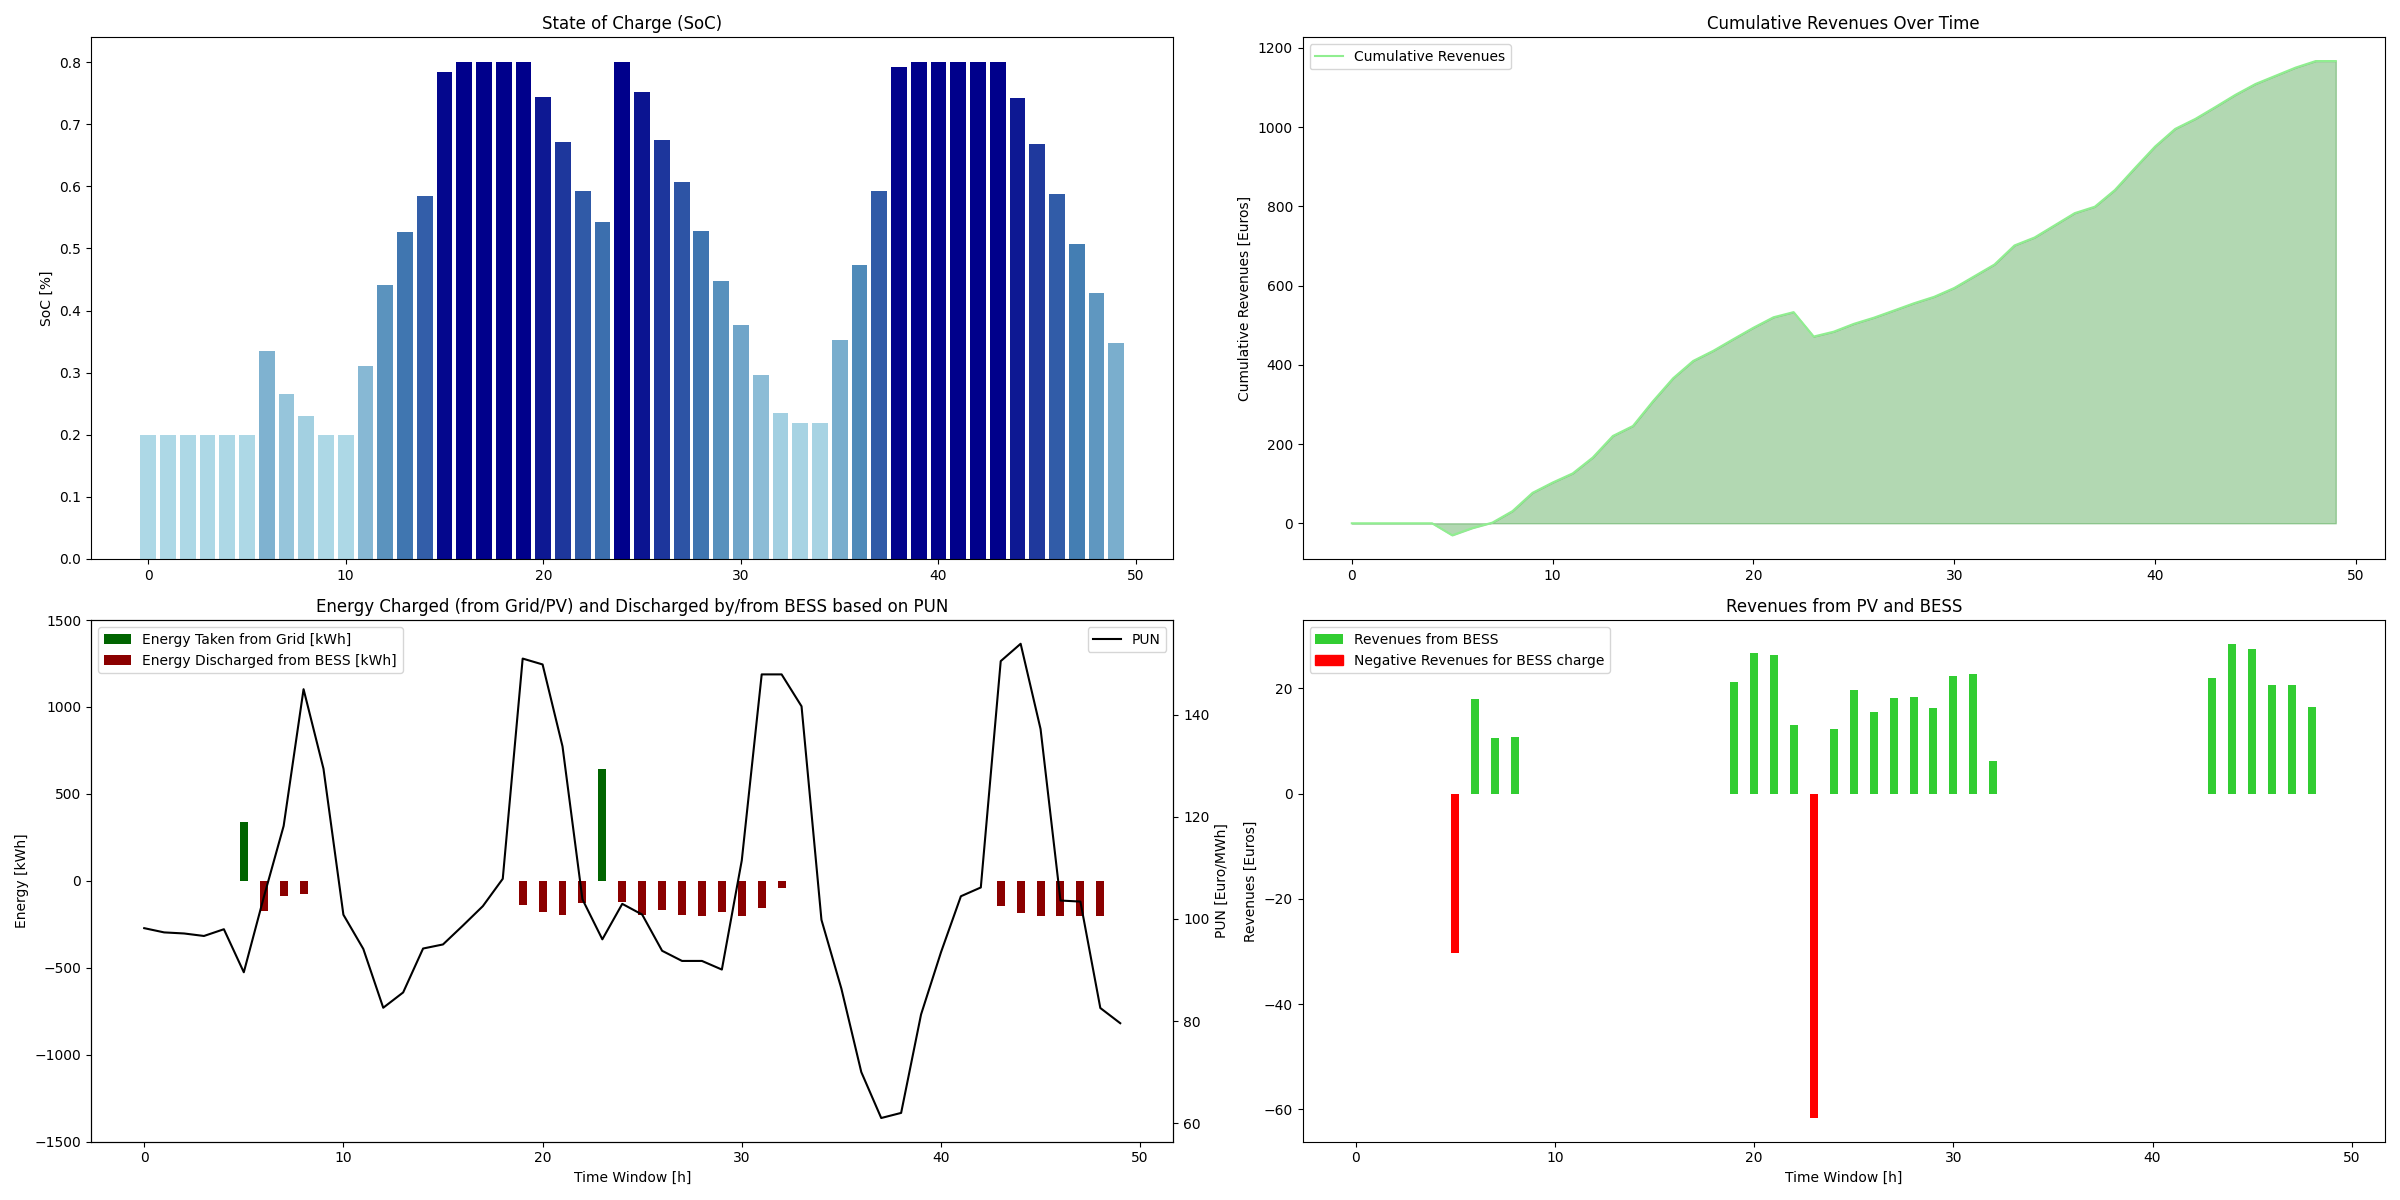 State of Charge (SoC)
SoC [%]
0.8
0.7
0.6
0.5
0.4
0.3
0.2
0.1
0.0
0 10 20 30 40 50
Cumulative Revenues Over Time
Cumulative Revenues
Cumulative Revenues [Euros]
1200
1000
800
600
400
200
0
0 10 20 30 40 50
Energy Charged (from Grid/PV) and Discharged by/from BESS based on PUN
Energy Taken from Grid [kWh]
Energy Discharged from BESS [kWh]
PUN
Energy [kWh]
1500
1000
500
0
−500
−1000
−1500
140
120
100
80
60
PUN [Euro/MWh]
0 10 20 30 40 50
Time Window [h]
Revenues from PV and BESS
Revenues from BESS
Negative Revenues for BESS charge
Revenues [Euros]
20
0
−20
−40
−60
0 10 20 30 40 50
Time Window [h]